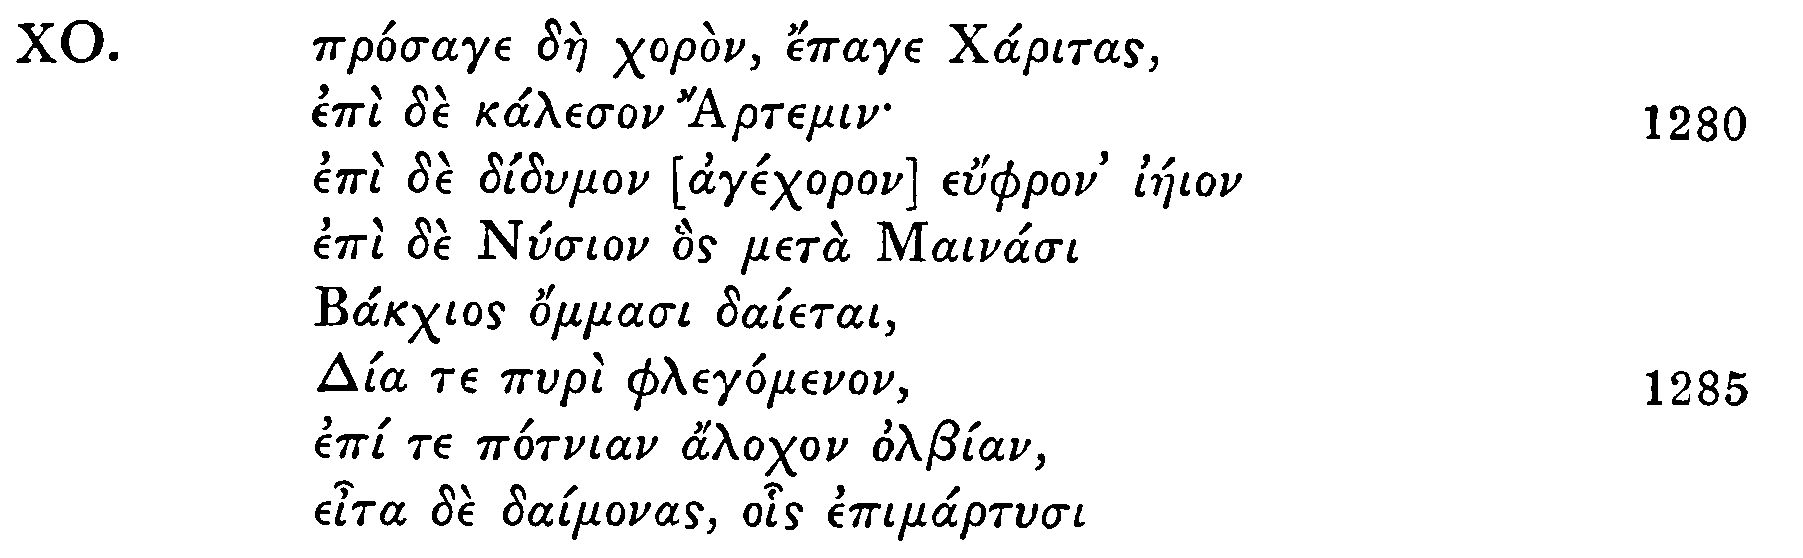 ΧΟ. πρόσαγε δὴ χορὸν, ἔπαγε Χάριτας,
ἐπὶ δὲ κάλεσον Ἄρτεμιν· 1280
ἐπὶ δὲ δίδυμον [ἀγέχορον] εὔφρον’ ἰήιον
ἐπὶ δὲ Νύσιον ὃς μετὰ Μαινάσι
Βάκχιος ὄμμασι δαίεται,
Δία τε πυρὶ φλεγόμενον, 1285
ἐπί τε πότνιαν ἄλοχον ὀλβίαν,
εἶτα δὲ δαίμονας, οἷς ἐπιμάρτυσι